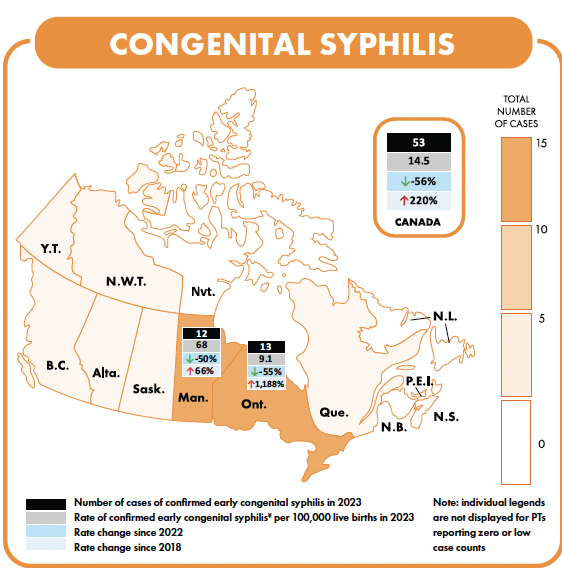 CONGENITAL SYPHILIS
TOTAL
NUMBER
OF CASES
15
10
5
0
53
14.5
↓-56%
↑220%
CANADA
Y.T.
N.W.T.
Nvt.
B.C.
Alta.
Sask.
12
68
↓-50%
↑66%
Man.
13
9.1
↓-55%
↑1,188%
Ont.
Que.
N.L.
P.E.I.
N.S.
N.B.
Number of cases of confirmed early congenital syphilis in 2023
Rate of confirmed early congenital syphilis¥ per 100,000 live births in 2023
Rate change since 2022
Rate change since 2018
Note: individual legends
are not displayed for PTs
reporting zero or low
case counts